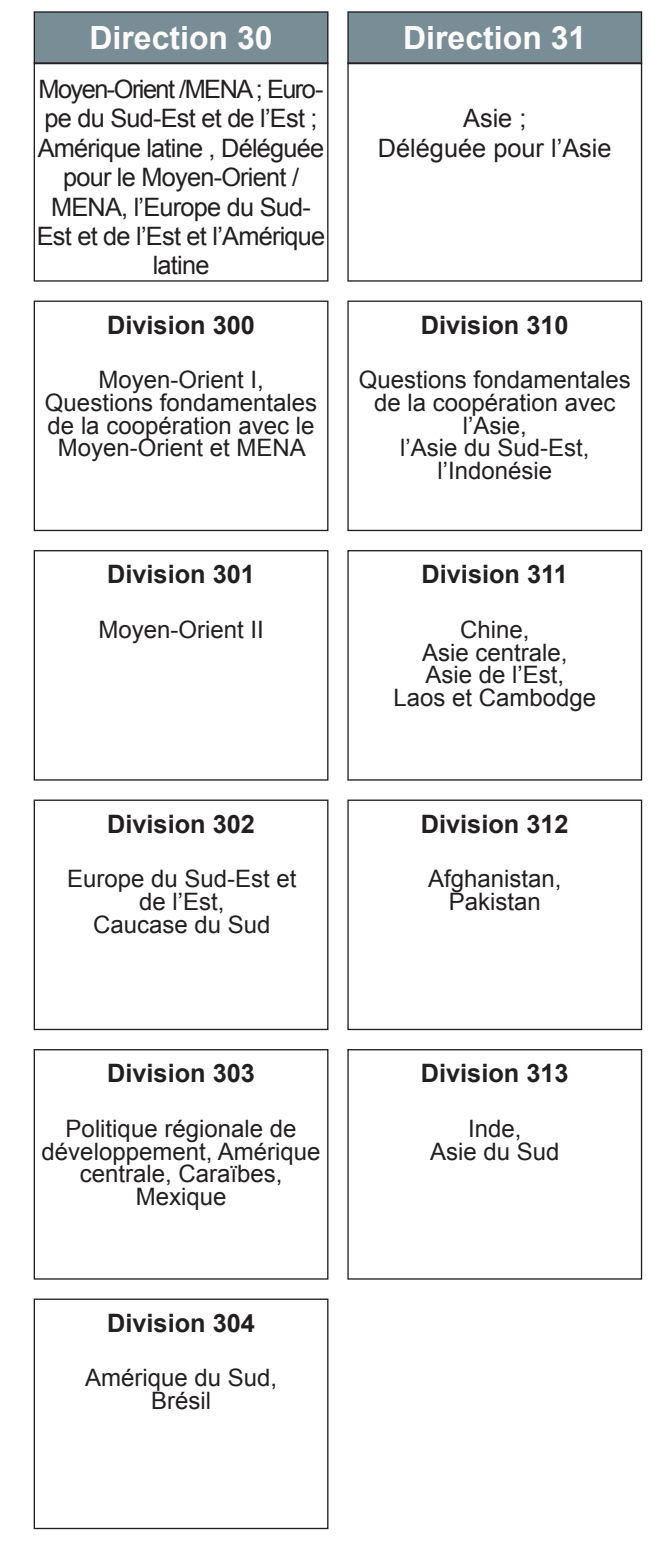 Direction 30
Moyen-Orient /MENA ; Euro-
pe du Sud-Est et de l’Est ;
Amérique latine , Déléguée
pour le Moyen-Orient /
MENA, l’Europe du Sud-
Est et de l’Est et l’Amérique
latine
Division 300
Moyen-Orient I,
Questions fondamentales
de la coopération avec le
Moyen-Orient et MENA
Division 301
Moyen-Orient II
Division 302
Europe du Sud-Est et
de l’Est,
Caucase du Sud
Division 303
Politique régionale de
développement, Amérique
centrale, Caraïbes,
Mexique
Division 304
Amérique du Sud,
Brésil
Direction 31
Asie ;
Déléguée pour l’Asie
Division 310
Questions fondamentales
de la coopération avec
l’Asie,
l’Asie du Sud-Est,
l’Indonésie
Division 311
Chine,
Asie centrale,
Asie de l’Est,
Laos et Cambodge
Division 312
Afghanistan,
Pakistan
Division 313
Inde,
Asie du Sud